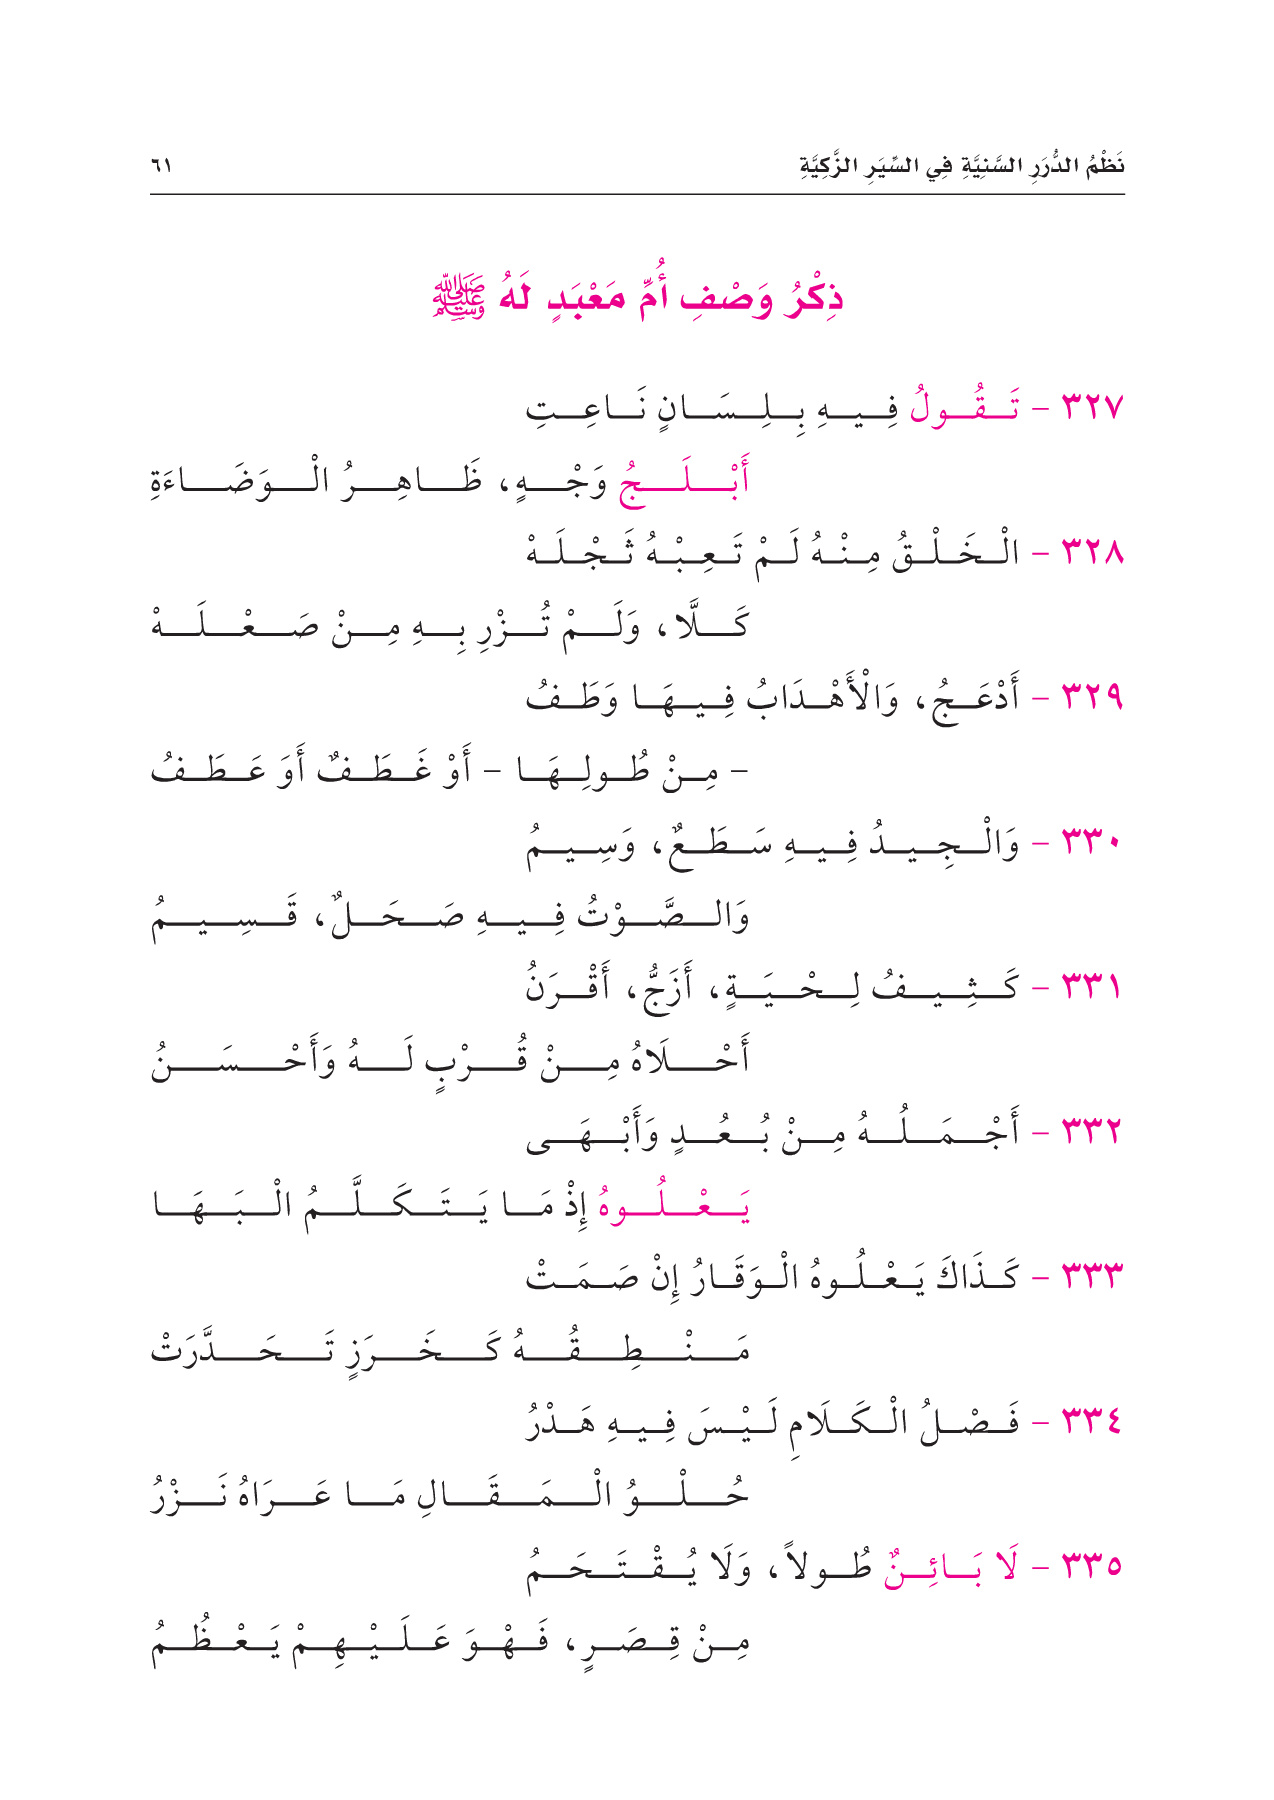 نَظْمُ الدُّرَرِ السَّنِيَّةِ فِي السِّيَرِ الزَّكِيَّةِ ٦١
ذِكْرُ وَصْفِ أُمِّ مَعْبَدٍ لَهُ ﷺ
٣٢٧ - تَقُولُ فِيهِ بِلِسَانٍ نَاعِتِ
أَبْلَجُ وَجْهٍ، ظَاهِرُ الْوَضَاءَةِ
٣٢٨ - الْخَلْقُ مِنْهُ لَمْ تَعِبْهُ ثَجْلَهْ
كَلَّا، وَلَمْ تُزْرِ بِهِ مِنْ صَعْلَهْ
٣٢٩ - أَدْعَجُ، وَالْأَهْدَابُ فِيهَا وَطَفُ
- مِنْ طُولِهَا - أَوْ غَطَفٌ أَوَ عَطَفُ
٣٣٠ - وَالْجِيدُ فِيهِ سَطَعٌ، وَسِيمُ
وَالصَّوْتُ فِيهِ صَحَلٌ، قَسِيمُ
٣٣١ - كَثِيفُ لِحْيَةٍ، أَزَجُّ، أَقْرَنُ
أَحْلَاهُ مِنْ قُرْبٍ لَهُ وَأَحْسَنُ
٣٣٢ - أَجْمَلُهُ مِنْ بُعُدٍ وَأَبْهَى
يَعْلُوهُ إِذْ مَا يَتَكَلَّمُ الْبَهَا
٣٣٣ - كَذَاكَ يَعْلُوهُ الْوَقَارُ إِنْ صَمَتْ
مَنْطِقُهُ كَخَرَزٍ تَحَدَّرَتْ
٣٣٤ - فَصْلُ الْكَلَامِ لَيْسَ فِيهِ هَذْرُ
حُلْوُ الْمَقَالِ مَا عَرَاهُ نَزْرُ
٣٣٥ - لَا بَائِنٌ طُولاً، وَلَا يُقْتَحَمُ
مِنْ قِصَرٍ، فَهْوَ عَلَيْهِمْ يَعْظُمُ